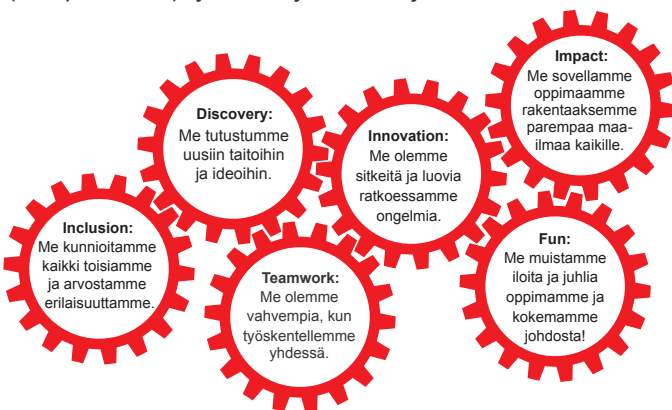 Impact:
Me sovellamme
oppimaamme
rakentaaksemme
parempaa maa-
ilmaa kaikille.
Discovery:
Me tutustumme
uusiin taitoihin
ja ideoihin.
Innovation:
Me olemme
sitkeitä ja luovia
ratkoessamme
ongelmia.
Inclusion:
Me kunnioitamme
kaikki toisiamme
ja arvostamme
erilaisuuttamme.
Teamwork:
Me olemme
vahvempia, kun
työskentellemme
yhdessä.
Fun:
Me muistamme
iloita ja juhlia
oppimamme ja
kokemamme
johdosta!